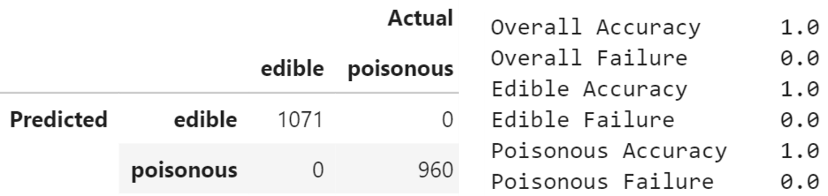 Actual
edible poisonous
Predicted edible 1071 0
poisonous 0 960
Overall Accuracy 1.0
Overall Failure 0.0
Edible Accuracy 1.0
Edible Failure 0.0
Poisonous Accuracy 1.0
Poisonous Failure 0.0